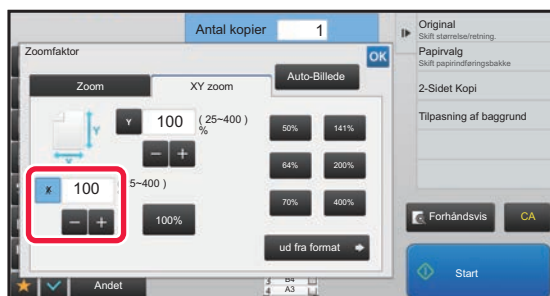 Antal kopier 1
Original
Skift størrelse/retning.
Papirvalg
Skift papirindføringsbakke
2-Sidet Kopi
Tilpasning af baggrund
Zoomfaktor
OK
Zoom
XY zoom
Auto-Billede
Y
Y 100 ( 25~400 )
%
50% 141%
64% 200%
70% 400%
X 100 5~400 )
100%
ud fra format
Forhåndsvis
CA
Start
Andet
B4
A3